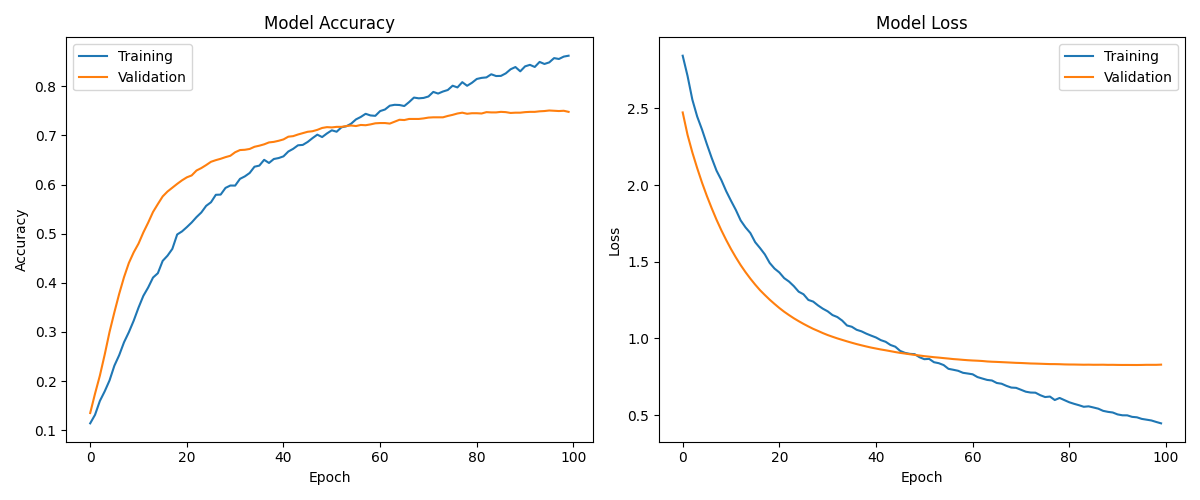 Model Accuracy
Training
Validation
0.8
0.7
0.6
0.5
0.4
0.3
0.2
0.1
Accuracy
0 20 40 60 80 100
Epoch
Model Loss
Training
Validation
2.5
2.0
1.5
1.0
0.5
Loss
0 20 40 60 80 100
Epoch